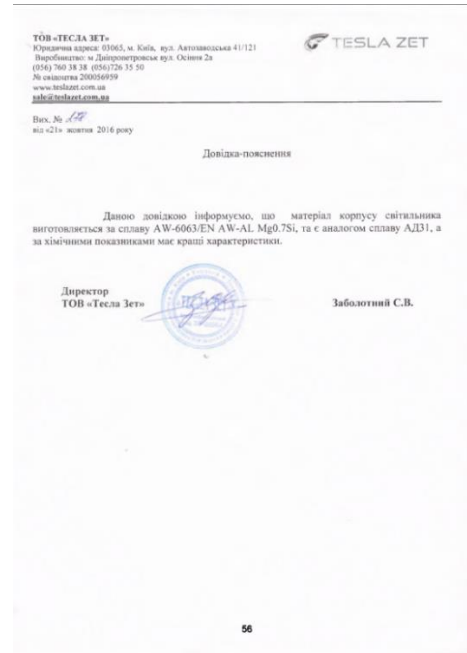 ТОВ «ТЕСЛА ЗЕТ»
Юридична адреса: 03065, м. Київ, вул. Автозаводська 41/121
Виробництво: м Дніпропетровськ вул. Осіння 2а
(056) 760 38 38 (056)726 35 50
№ свідоцтва 200056959
www.teslazet.com.ua
sale@teslazet.com.ua
TESLA ZET
Вих. №
від «21» жовтня 2016 року
Довідка-пояснення
Даною довідкою інформуємо, що матеріал корпусу світильника
виготовляється за сплаву AW-6063/EN AW-AL Mg0.7Si, та є аналогом сплаву АД31, а
за хімічними показниками має кращі характеристики.
Директор
ТОВ «Тесла Зет»
Заболотний С.В.
56